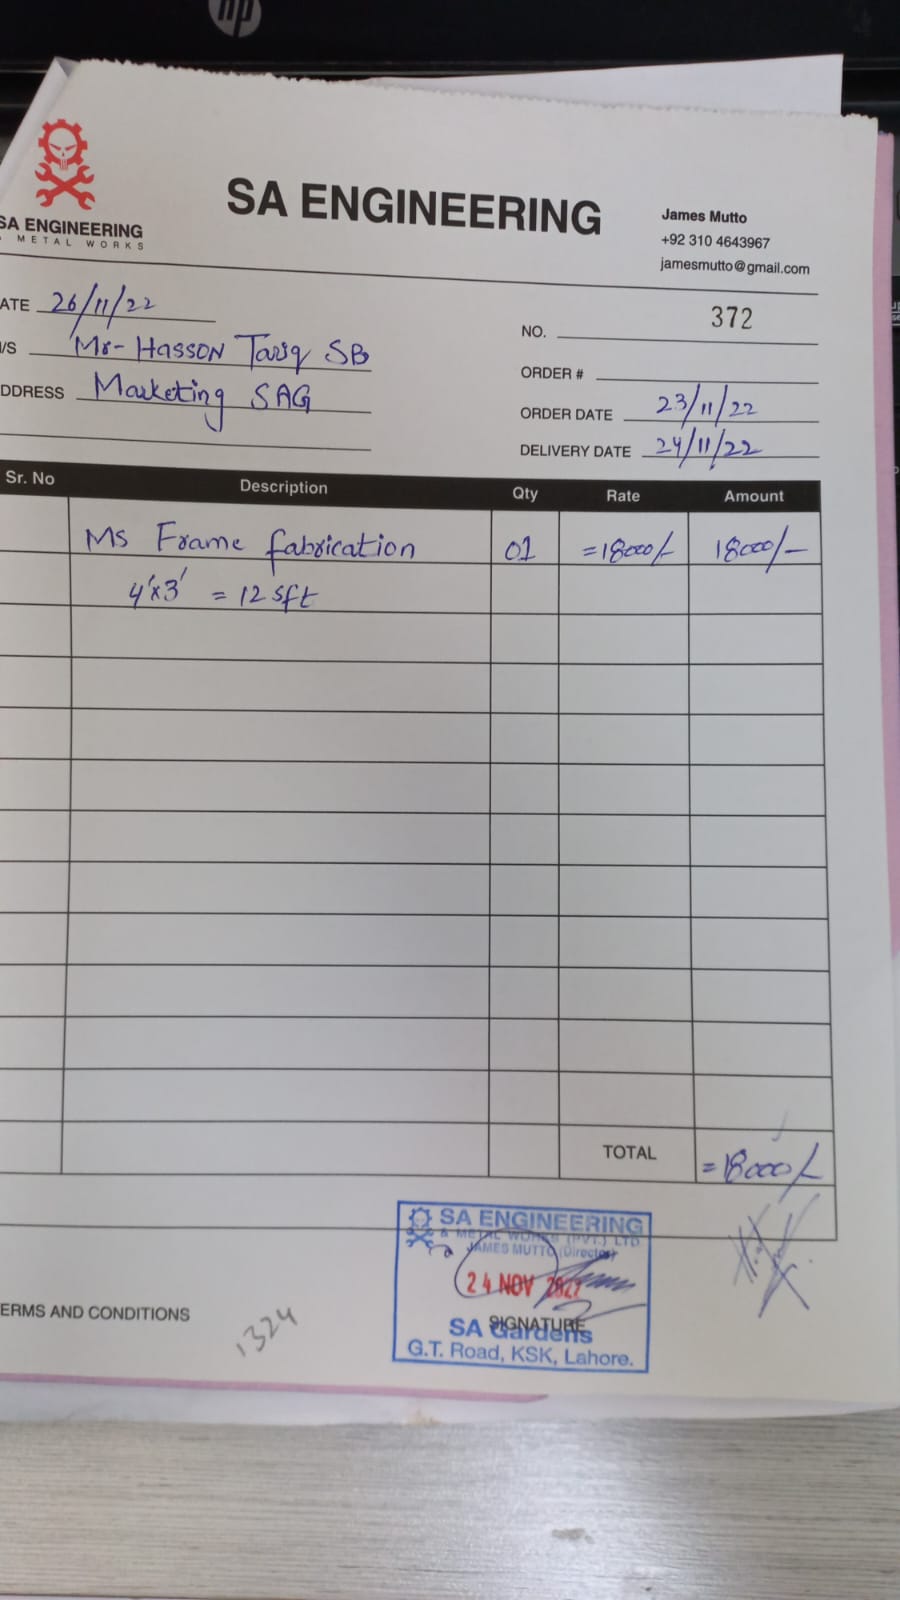 hp
SA ENGINEERING
METAL WORKS
SA ENGINEERING
James Mutto
+92 310 4643967
jamesmutto@gmail.com
ATE 26/11/22
NO. 372
/S Mr- Hasson Tariq SB
ORDER #
DDRESS Marketing SAG
ORDER DATE 23/11/22
DELIVERY DATE 24/11/22
Sr. No Description Qty Rate Amount
Ms Frame fabrication 01 =18000/- 18000/-
4'x3' = 12 sft
TOTAL =18000/-
SA ENGINEERING
& METAL WORKS (PVT.) LTD
JAMES MUTTO (Director)
24 NOV 2022
SIGNATURE
SA Gardens
G.T. Road, KSK, Lahore.
ERMS AND CONDITIONS
1324